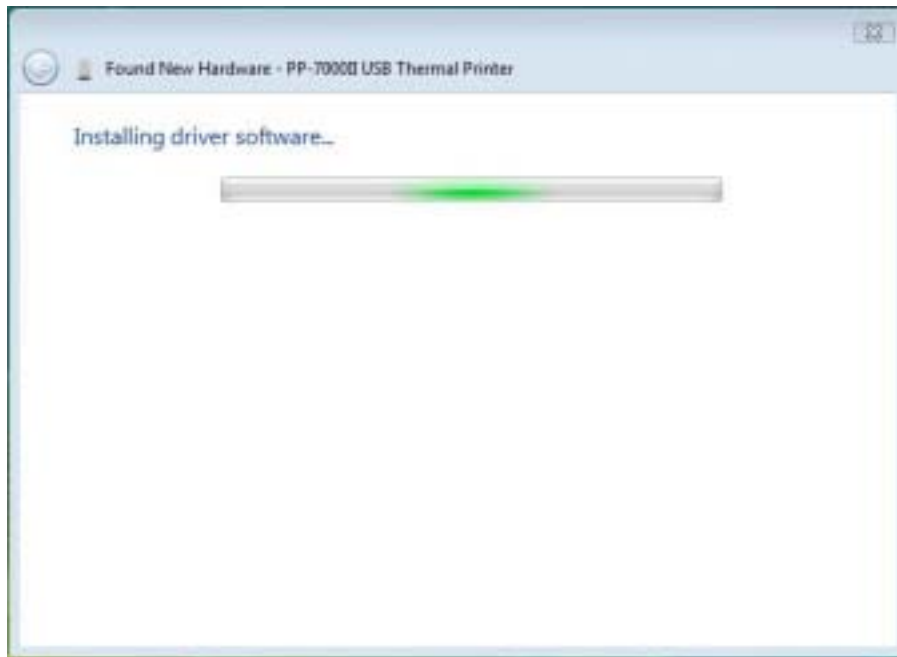 Found New Hardware - PP-7000Ⅱ USB Thermal Printer
Installing driver software...